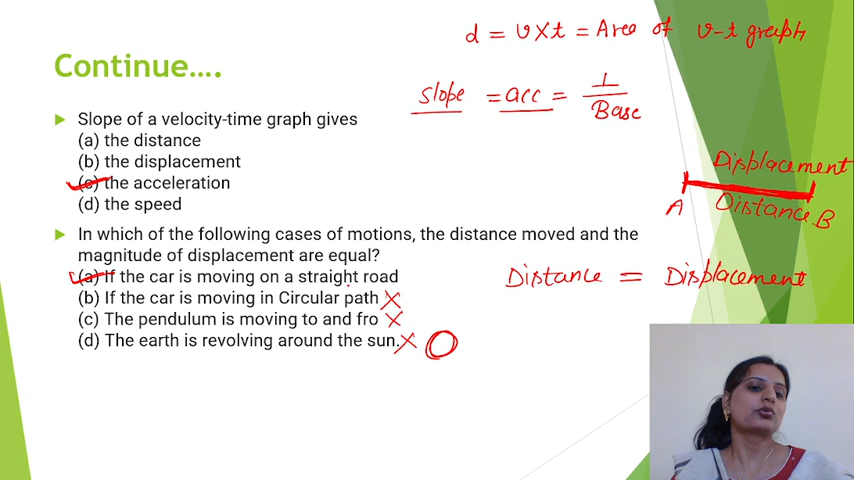 d = v×t = Area of v-t graph
Continue....
slope = acc = 1/Base
Slope of a velocity-time graph gives
(a) the distance
(b) the displacement
(c) the acceleration
(d) the speed
Displacement
A Distance B
In which of the following cases of motions, the distance moved and the
magnitude of displacement are equal?
(a) If the car is moving on a straight road
Distance = Displacement
(b) If the car is moving in Circular path ×
(c) The pendulum is moving to and fro ×
(d) The earth is revolving around the sun. ×